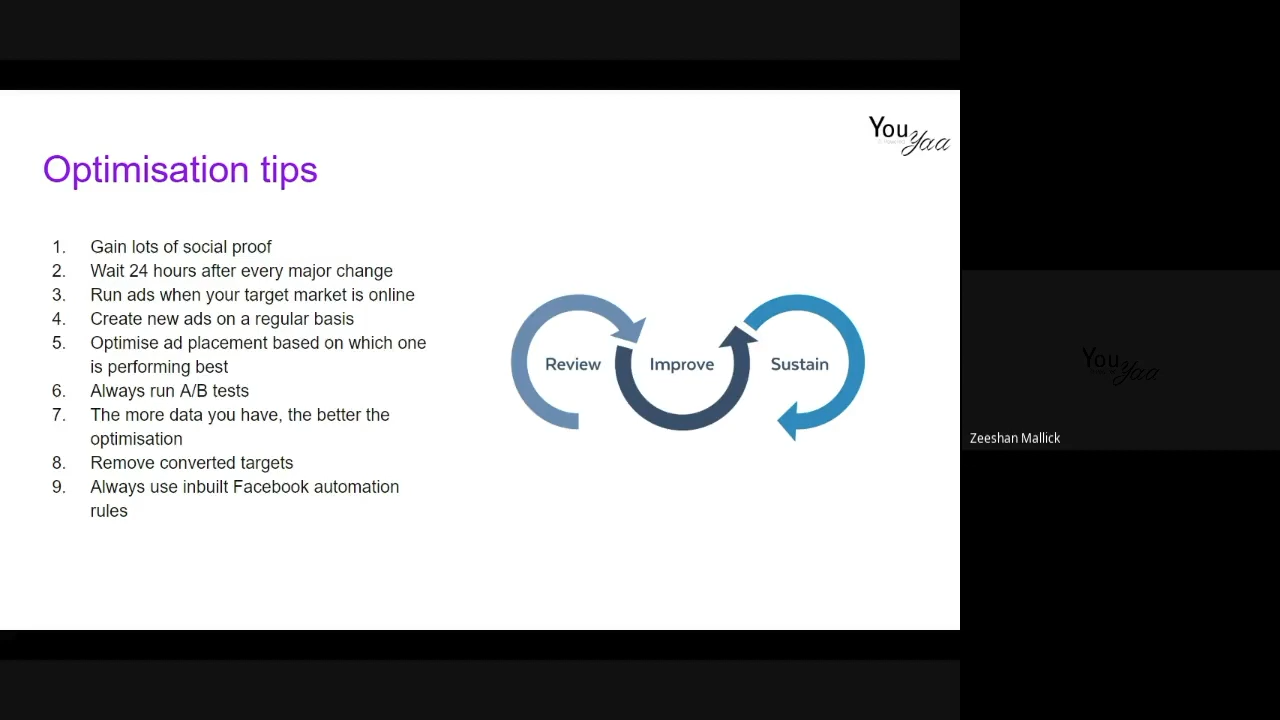 You
Yaa
Optimisation tips
1. Gain lots of social proof
2. Wait 24 hours after every major change
3. Run ads when your target market is online
4. Create new ads on a regular basis
5. Optimise ad placement based on which one
is performing best
6. Always run A/B tests
7. The more data you have, the better the
optimisation
8. Remove converted targets
9. Always use inbuilt Facebook automation
rules
Review
Improve
Sustain
You
Yaa
Zeeshan Mallick